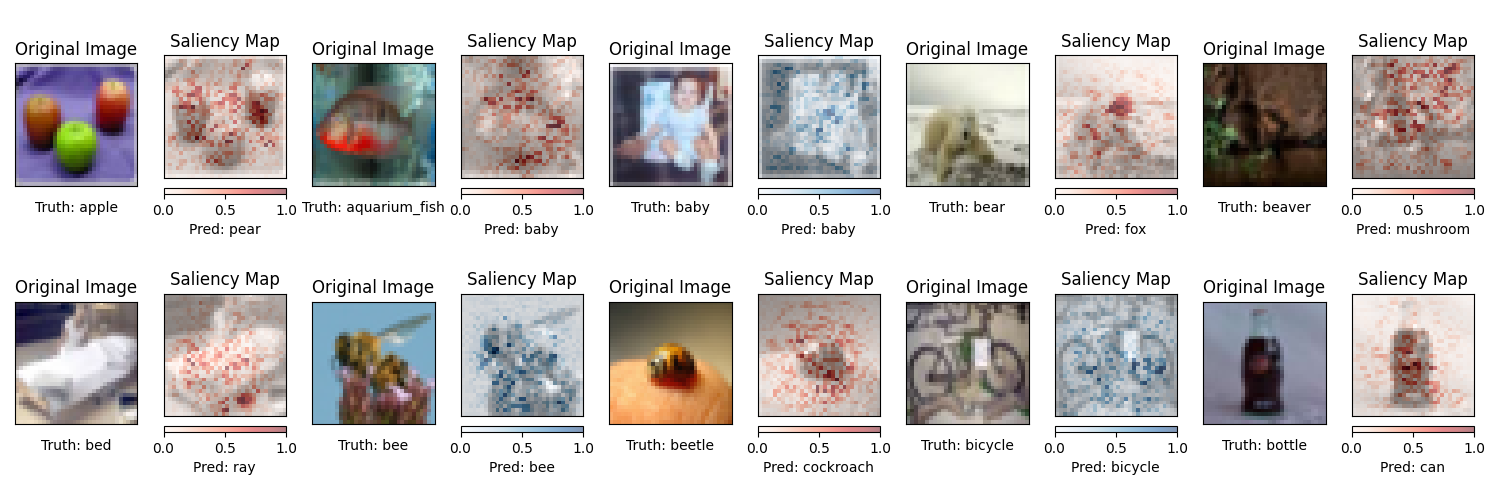 Original Image Saliency Map Original Image Saliency Map Original Image Saliency Map Original Image Saliency Map Original Image Saliency Map
Truth: apple 0.0 0.5 1.0 Truth: aquarium_fish 0.0 0.5 1.0 Truth: baby 0.0 0.5 1.0 Truth: bear 0.0 0.5 1.0 Truth: beaver 0.0 0.5 1.0
Pred: pear Pred: baby Pred: baby Pred: fox Pred: mushroom
Original Image Saliency Map Original Image Saliency Map Original Image Saliency Map Original Image Saliency Map Original Image Saliency Map
Truth: bed 0.0 0.5 1.0 Truth: bee 0.0 0.5 1.0 Truth: beetle 0.0 0.5 1.0 Truth: bicycle 0.0 0.5 1.0 Truth: bottle 0.0 0.5 1.0
Pred: ray Pred: bee Pred: cockroach Pred: bicycle Pred: can